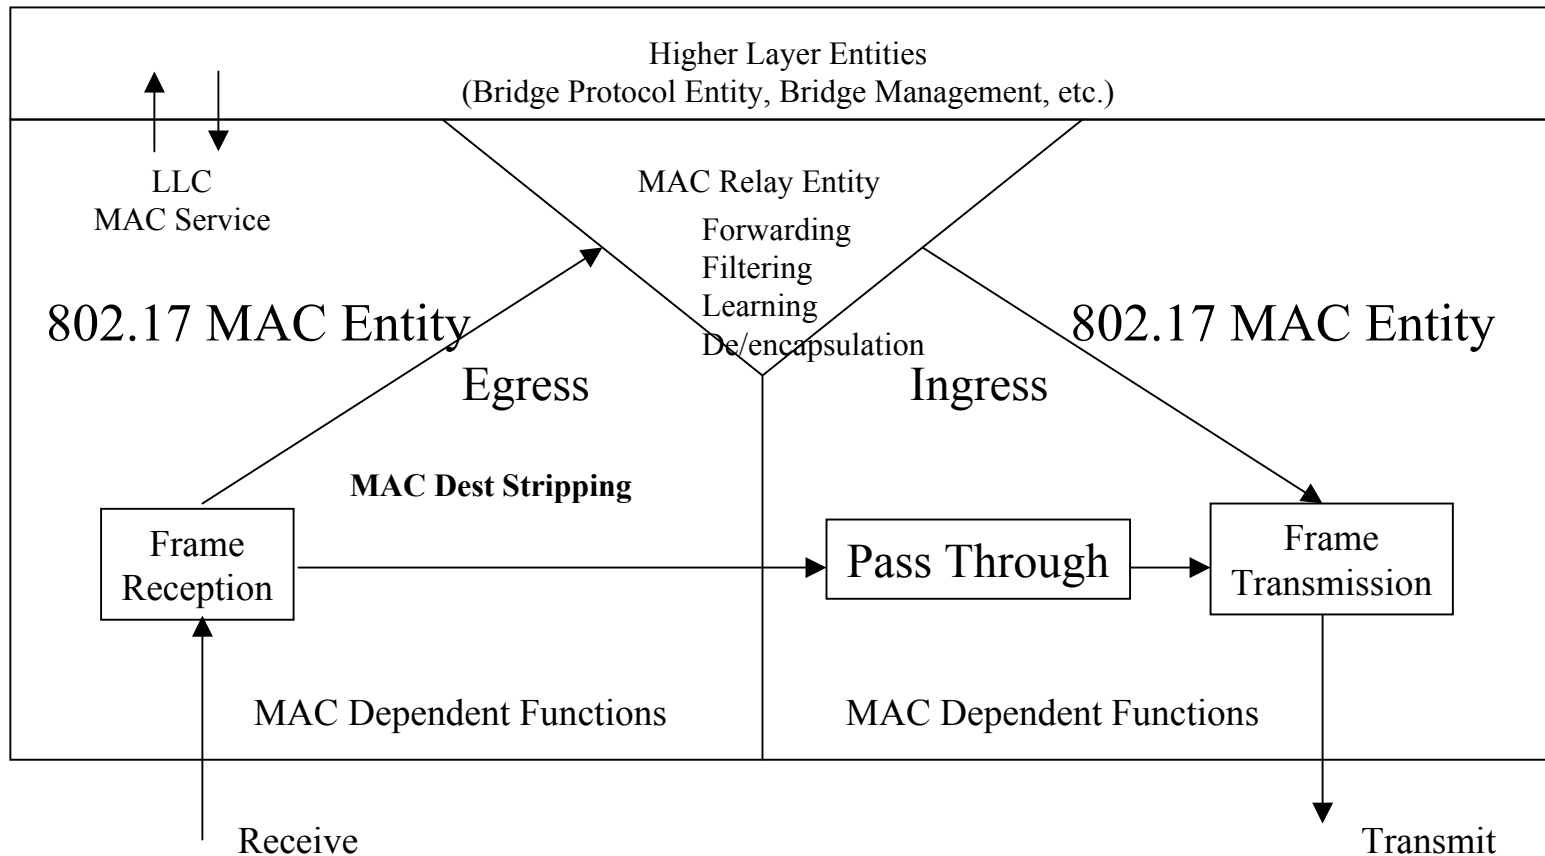 Higher Layer Entities
(Bridge Protocol Entity, Bridge Management, etc.)
LLC
MAC Service
MAC Relay Entity
Forwarding
Filtering
Learning
De/encapsulation
802.17 MAC Entity
802.17 MAC Entity
Egress
Ingress
MAC Dest Stripping
Frame
Reception
Pass Through
Frame
Transmission
MAC Dependent Functions
MAC Dependent Functions
Receive
Transmit